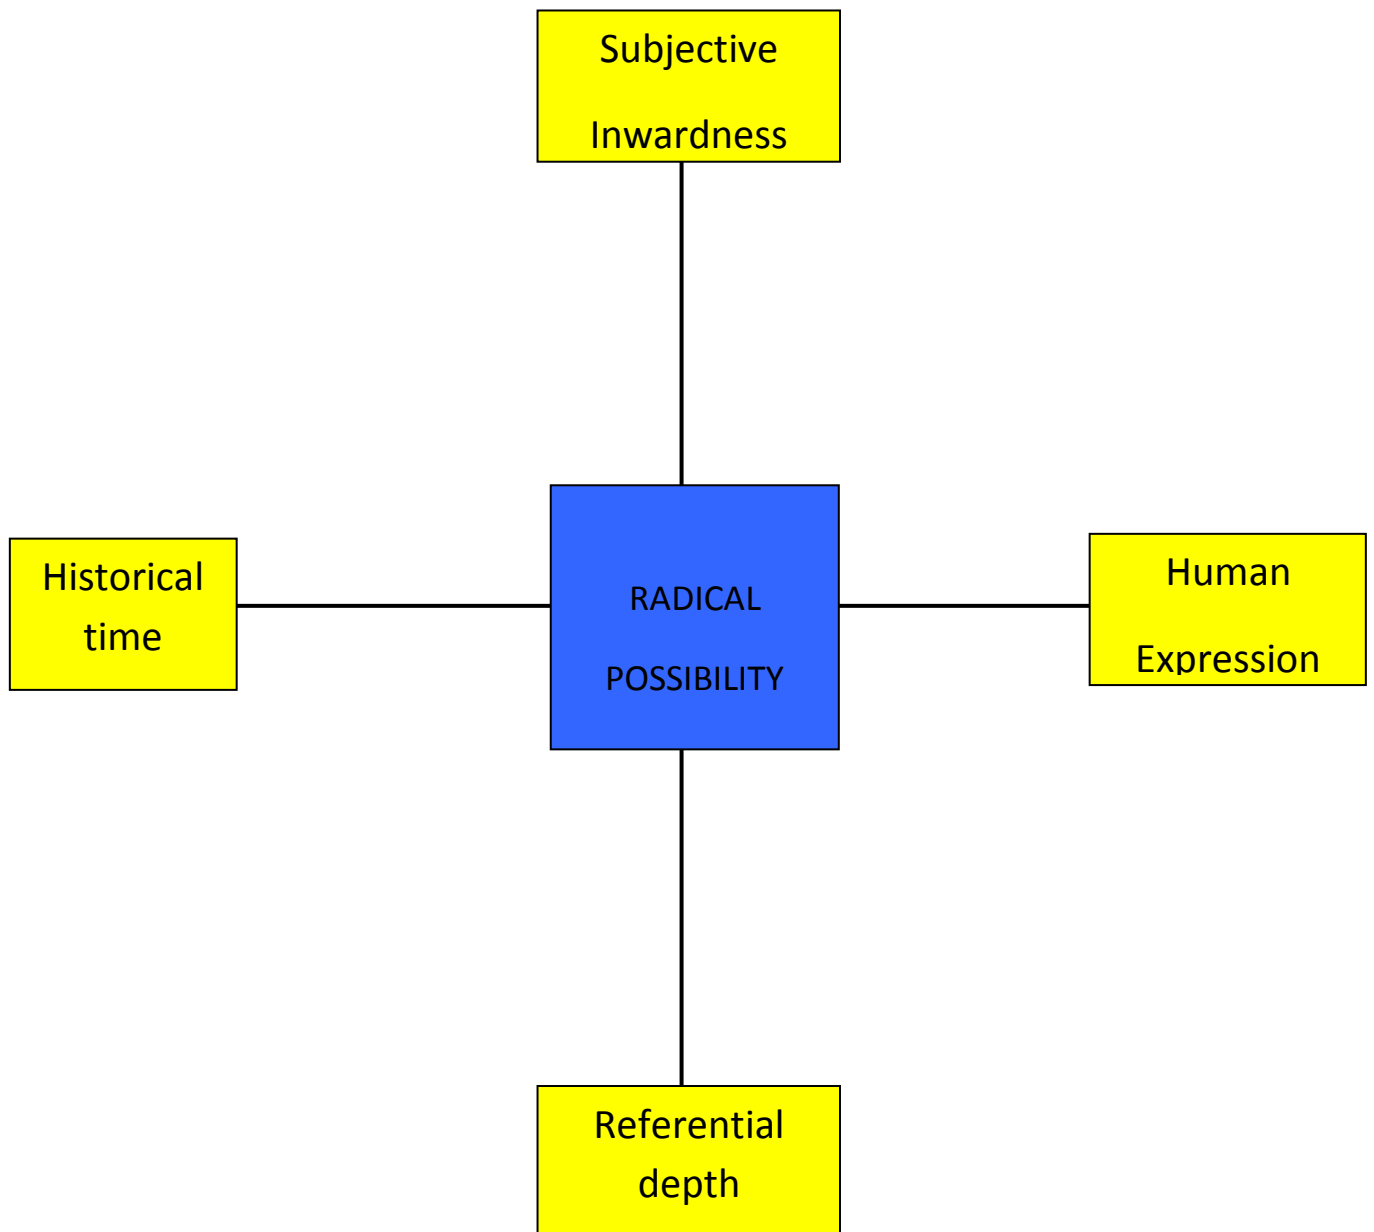 Subjective
Inwardness
Historical
time
RADICAL
POSSIBILITY
Human
Expression
Referential
depth